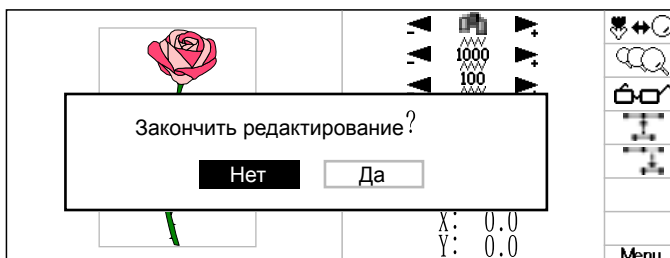 1000
100
Закончить редактирование?
Нет Да
X: 0.0
Y: 0.0
Menu